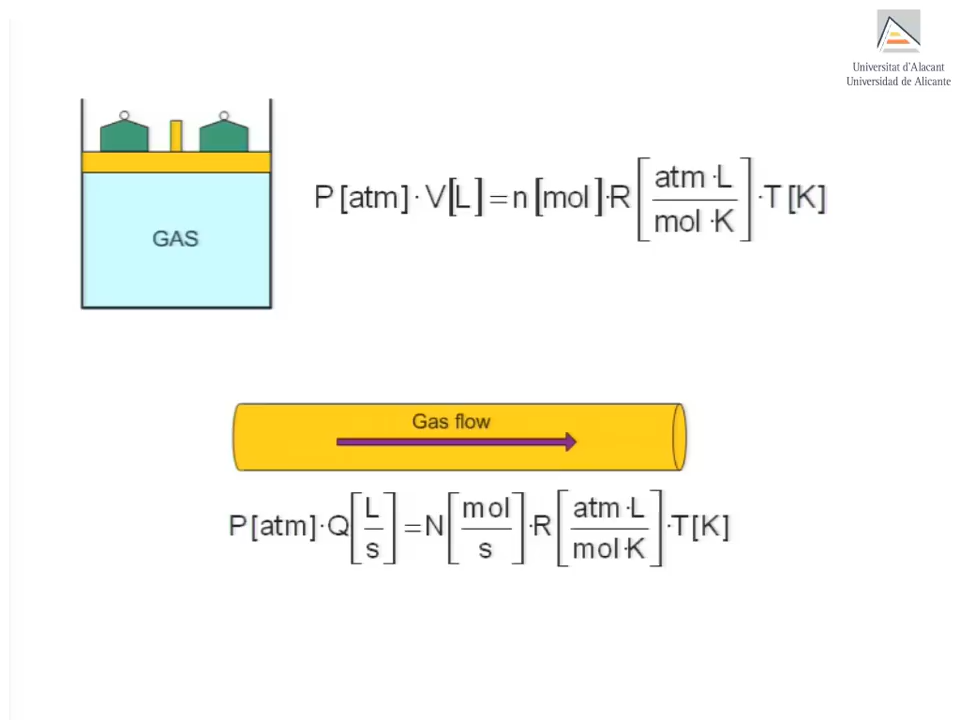 Universitat d'Alacant
Universidad de Alicante
GAS
P [atm] · V[L] = n [mol] · R [atm · L / mol · K] · T [K]
Gas flow
P[atm] · Q[L / s] = N[mol / s] · R[atm · L / mol · K] · T[K]